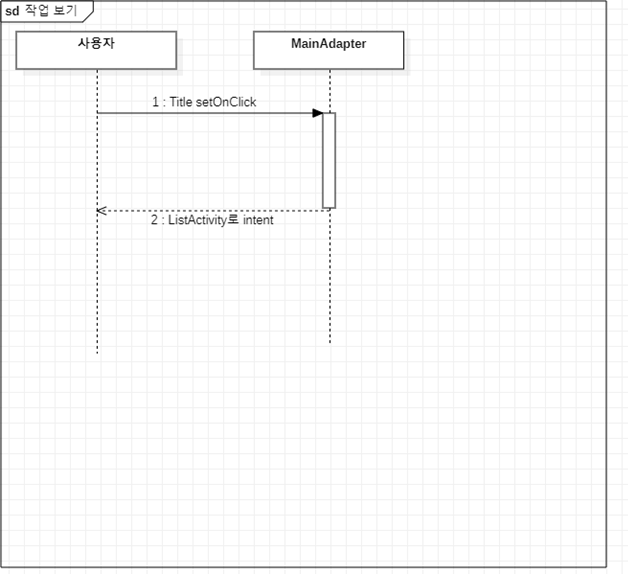 sd 작업 보기
사용자
MainAdapter
1 : Title setOnClick
2 : ListActivity로 intent